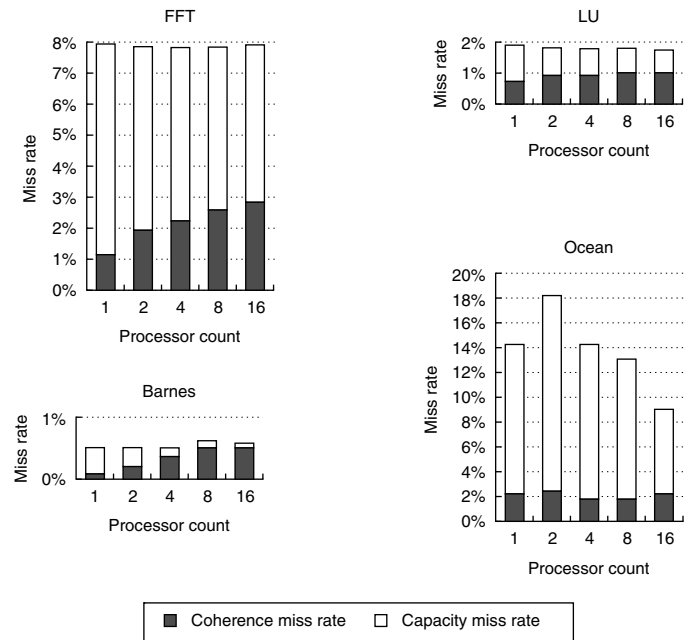 FFT
8%
7%
6%
5%
4%
3%
2%
1%
0%
Miss rate
1 2 4 8 16
Processor count
LU
2%
1%
0%
Miss rate
1 2 4 8 16
Processor count
Barnes
1%
0%
Miss rate
1 2 4 8 16
Processor count
Ocean
20%
18%
16%
14%
12%
10%
8%
6%
4%
2%
0%
Miss rate
1 2 4 8 16
Processor count
Coherence miss rate Capacity miss rate